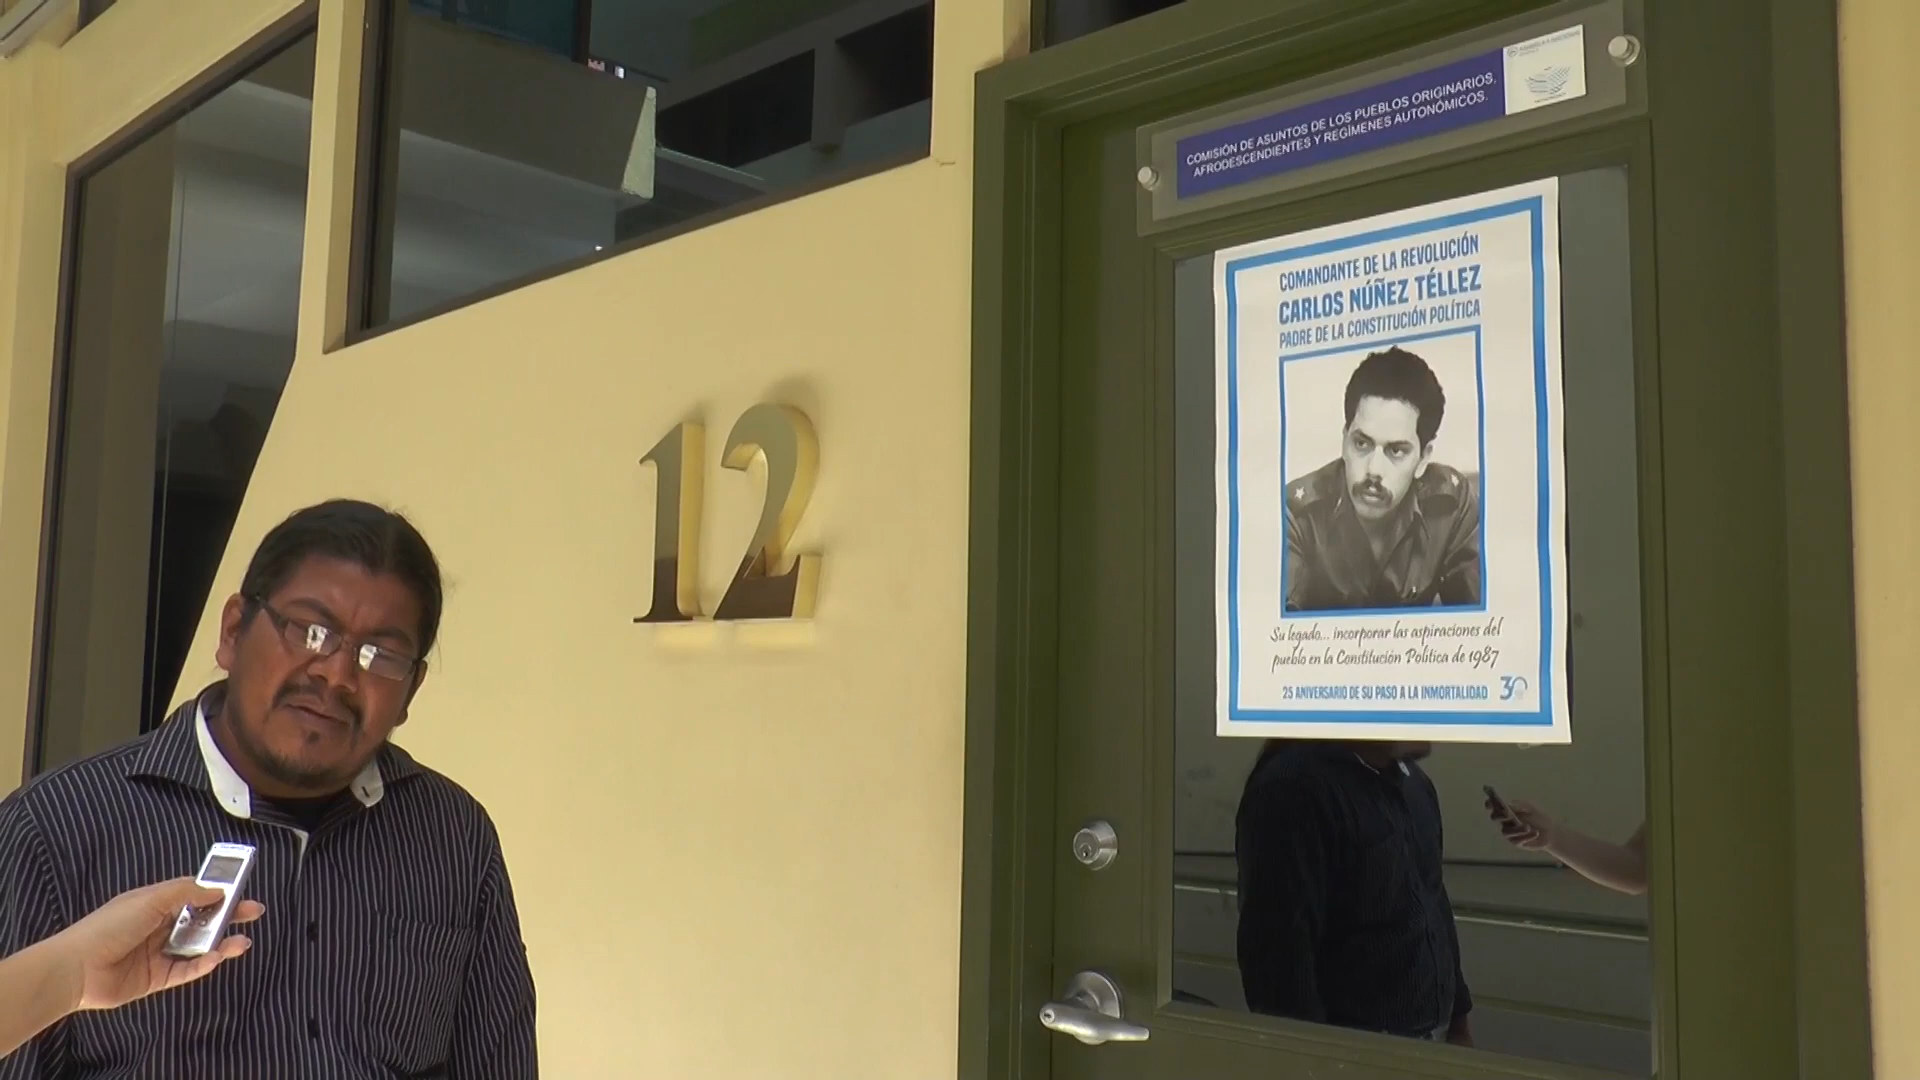 12
COMISIÓN DE ASUNTOS DE LOS PUEBLOS ORIGINARIOS,
AFRODESCENDIENTES Y REGÍMENES AUTONÓMICOS.
COMANDANTE DE LA REVOLUCIÓN
CARLOS NÚÑEZ TÉLLEZ
PADRE DE LA CONSTITUCIÓN POLÍTICA
Su legado... incorporar las aspiraciones del
pueblo en la Constitución Política de 1987
25 ANIVERSARIO DE SU PASO A LA INMORTALIDAD
30